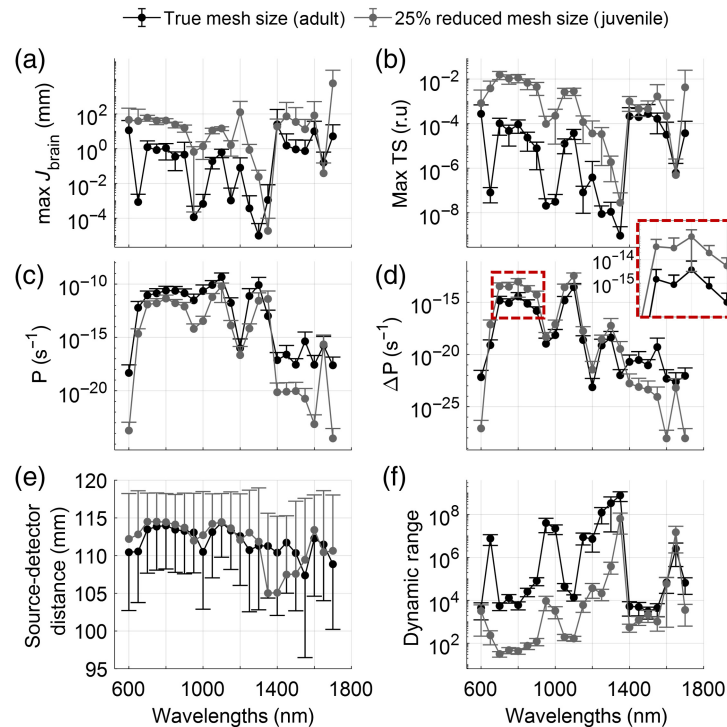 True mesh size (adult) 25% reduced mesh size (juvenile)
(a) (b)
max J_brain (mm)
10^2
10^0
10^-2
10^-4
Max TS (r.u)
10^-2
10^-4
10^-6
10^-8
(c) (d)
P (s^-1)
10^-10
10^-15
10^-20
ΔP (s^-1)
10^-15
10^-20
10^-25
10^-14
10^-15
(e) (f)
Source-detector
distance (mm)
120
115
110
105
100
95
Dynamic range
10^8
10^6
10^4
10^2
600 1000 1400 1800
600 1000 1400 1800
Wavelengths (nm) Wavelengths (nm)